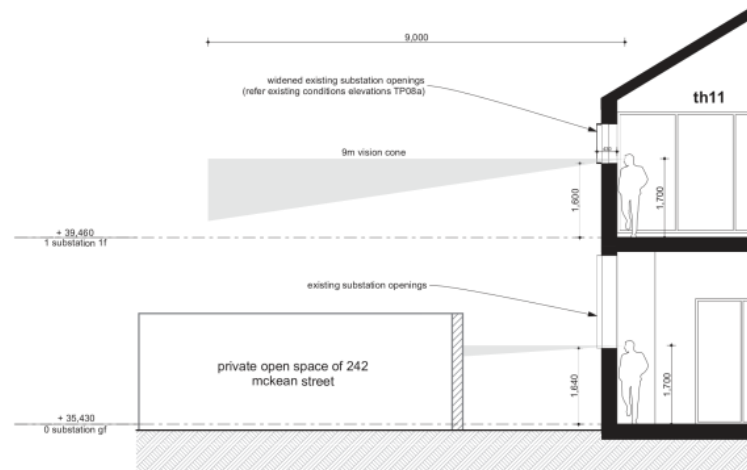 9,000
widened existing substation openings
(refer existing conditions elevations TP08a)
th11
9m vision cone
1,600
1,700
+ 39,460
1 substation 1f
existing substation openings
private open space of 242
mckean street
1,640
1,700
+ 35,430
0 substation gf